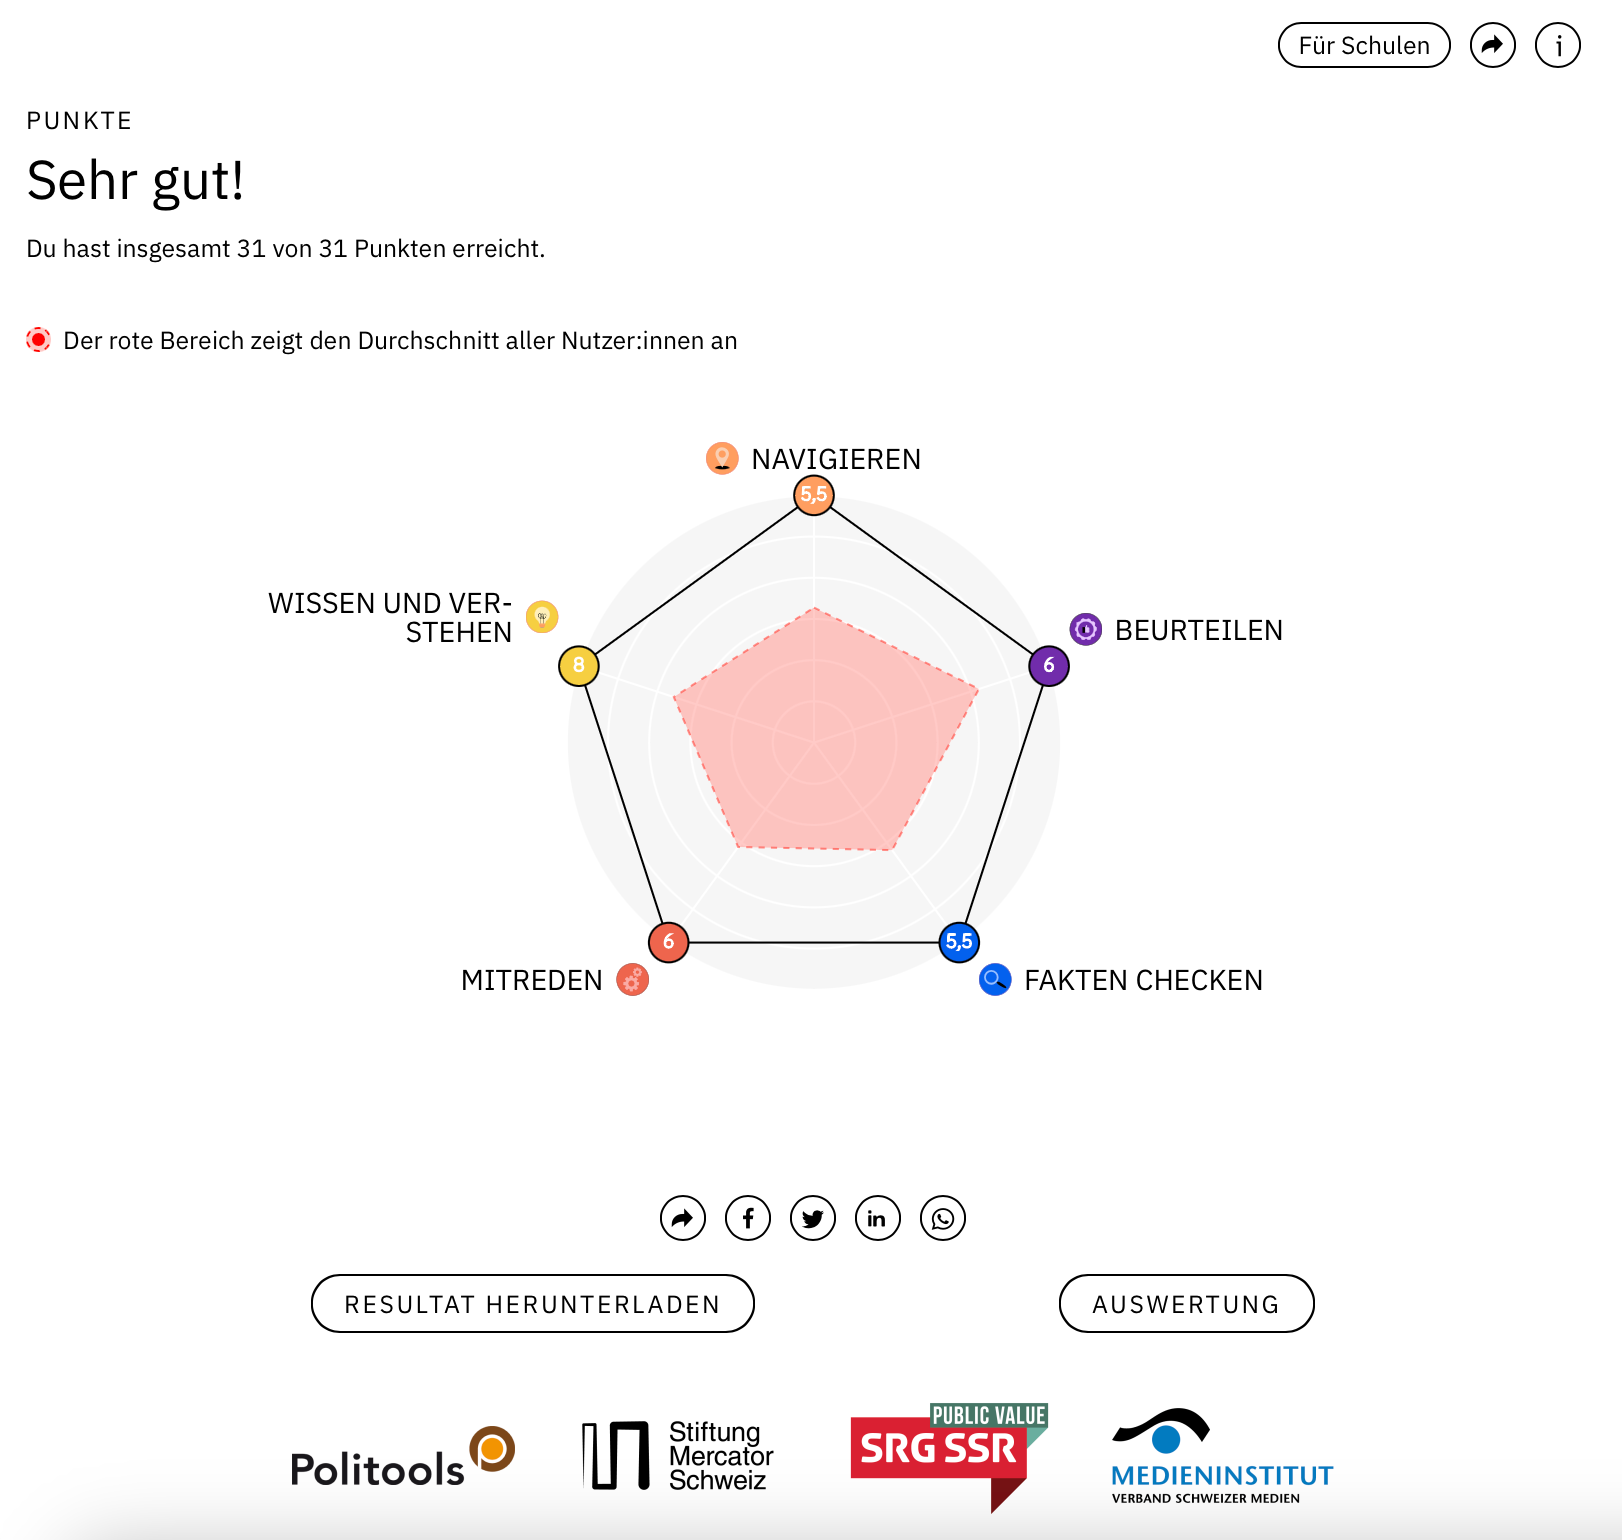 Für Schulen
i
PUNKTE
Sehr gut!
Du hast insgesamt 31 von 31 Punkten erreicht.
Der rote Bereich zeigt den Durchschnitt aller Nutzer:innen an
NAVIGIEREN
5,5
WISSEN UND VER-
STEHEN
8
BEURTEILEN
6
6
5,5
MITREDEN
FAKTEN CHECKEN
f
in
RESULTAT HERUNTERLADEN
AUSWERTUNG
Politools
Stiftung
Mercator
Schweiz
PUBLIC VALUE
SRG SSR
MEDIENINSTITUT
VERBAND SCHWEIZER MEDIEN